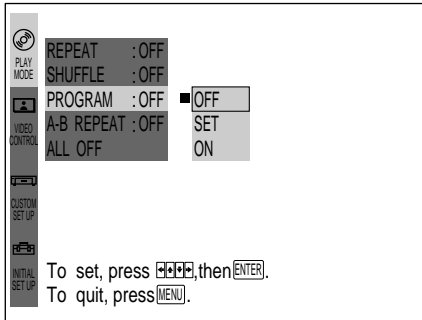 PLAY
MODE
VIDEO
CONTROL
CUSTOM
SET UP
INITIAL
SET UP
REPEAT :OFF
SHUFFLE :OFF
PROGRAM :OFF
A-B REPEAT :OFF
ALL OFF
OFF
SET
ON
To set, press ,then ENTER.
To quit, press MENU.